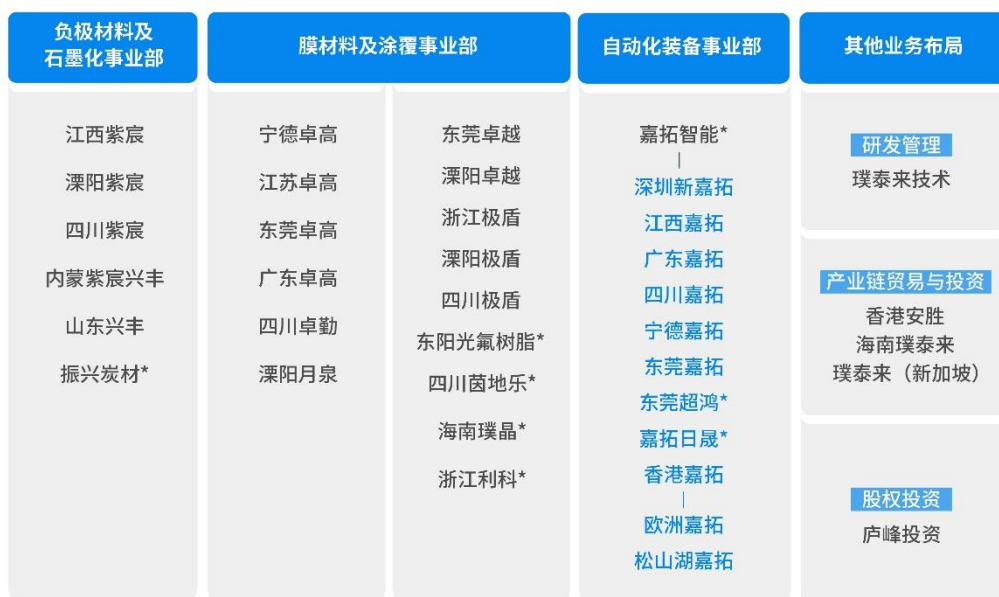 负极材料及
石墨化事业部
江西紫宸
溧阳紫宸
四川紫宸
内蒙紫宸兴丰
山东兴丰
振兴炭材*
膜材料及涂覆事业部
宁德卓高
江苏卓高
东莞卓高
广东卓高
四川卓勤
溧阳月泉
东莞卓越
溧阳卓越
浙江极盾
溧阳极盾
四川极盾
东阳光氟树脂*
四川茵地乐*
海南璞晶*
浙江利科*
自动化装备事业部
嘉拓智能*
深圳新嘉拓
江西嘉拓
广东嘉拓
四川嘉拓
宁德嘉拓
东莞嘉拓
东莞超鸿*
嘉拓日晟*
香港嘉拓
欧洲嘉拓
松山湖嘉拓
其他业务布局
研发管理
璞泰来技术
产业链贸易与投资
香港安胜
海南璞泰来
璞泰来（新加坡）
股权投资
庐峰投资